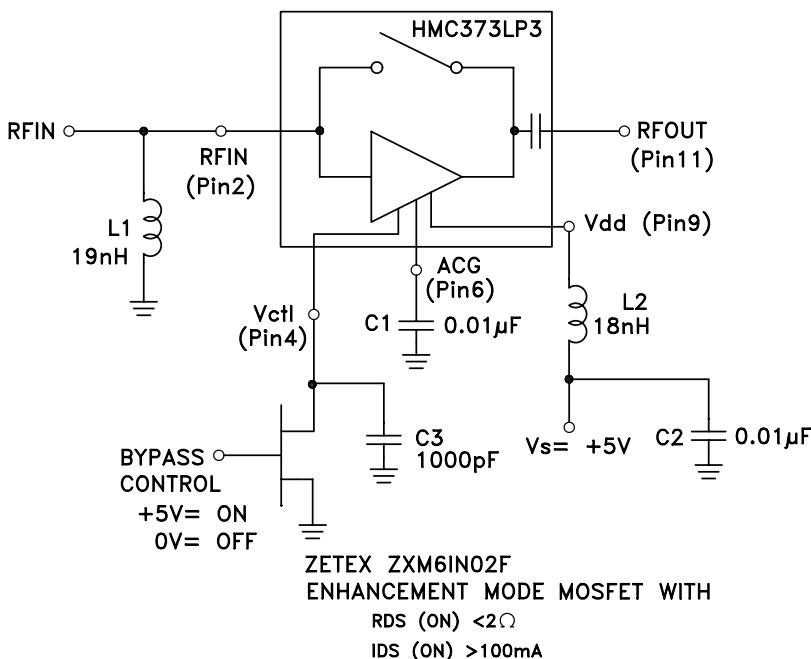 HMC373LP3
RFIN
RFIN
(Pin2)
RFOUT
(Pin11)
L1
19nH
Vdd (Pin9)
ACG
(Pin6)
Vctl
(Pin4)
C1
0.01µF
L2
18nH
C3
1000pF
Vs= +5V
C2
0.01µF
BYPASS
CONTROL
+5V= ON
0V= OFF
ZETEX ZXM6IN02F
ENHANCEMENT MODE MOSFET WITH
RDS (ON) <2Ω
IDS (ON) >100mA